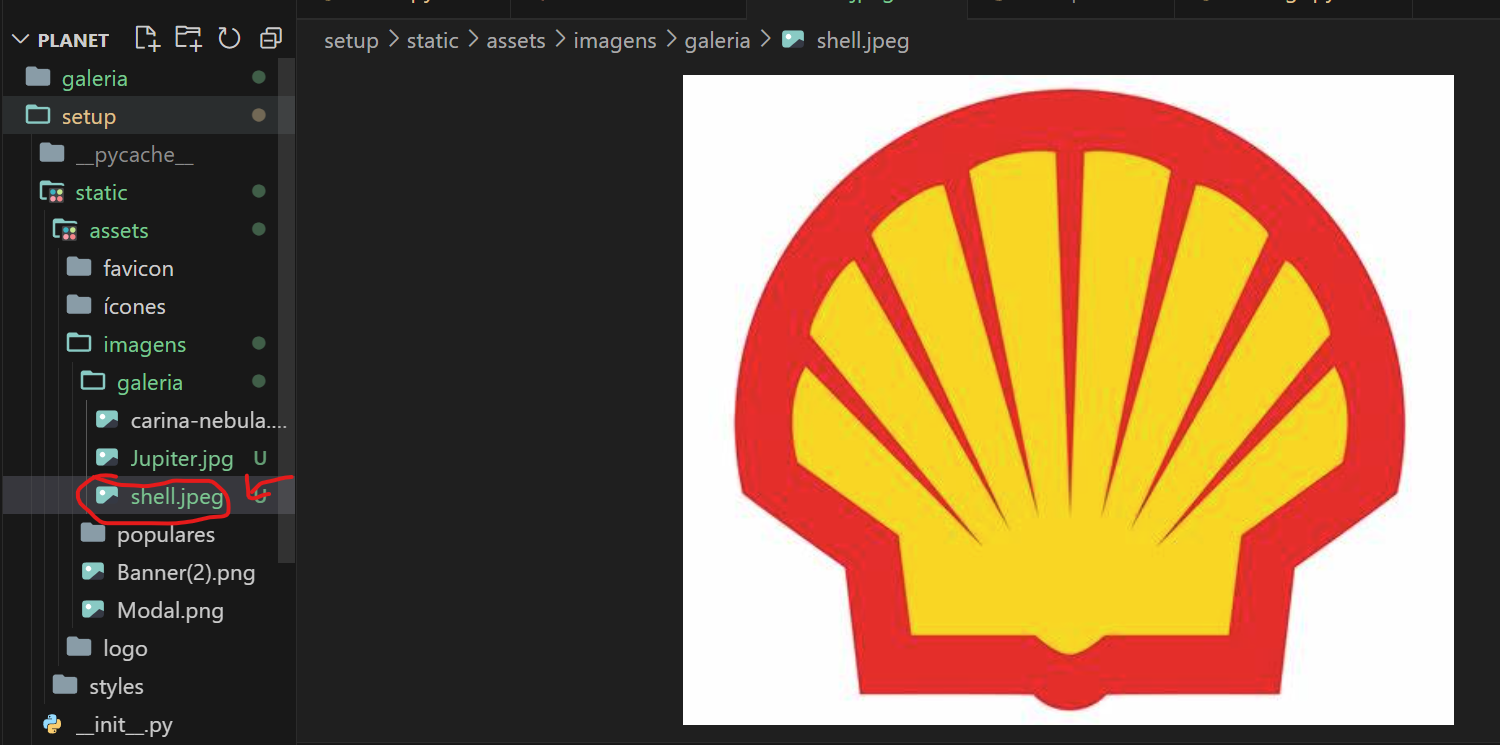 PLANET
setup > static > assets > imagens > galeria > shell.jpeg
galeria
setup
__pycache__
static
assets
favicon
ícones
imagens
galeria
carina-nebula....
Jupiter.jpg U
shell.jpeg U
populares
Banner(2).png
Modal.png
logo
styles
__init__.py